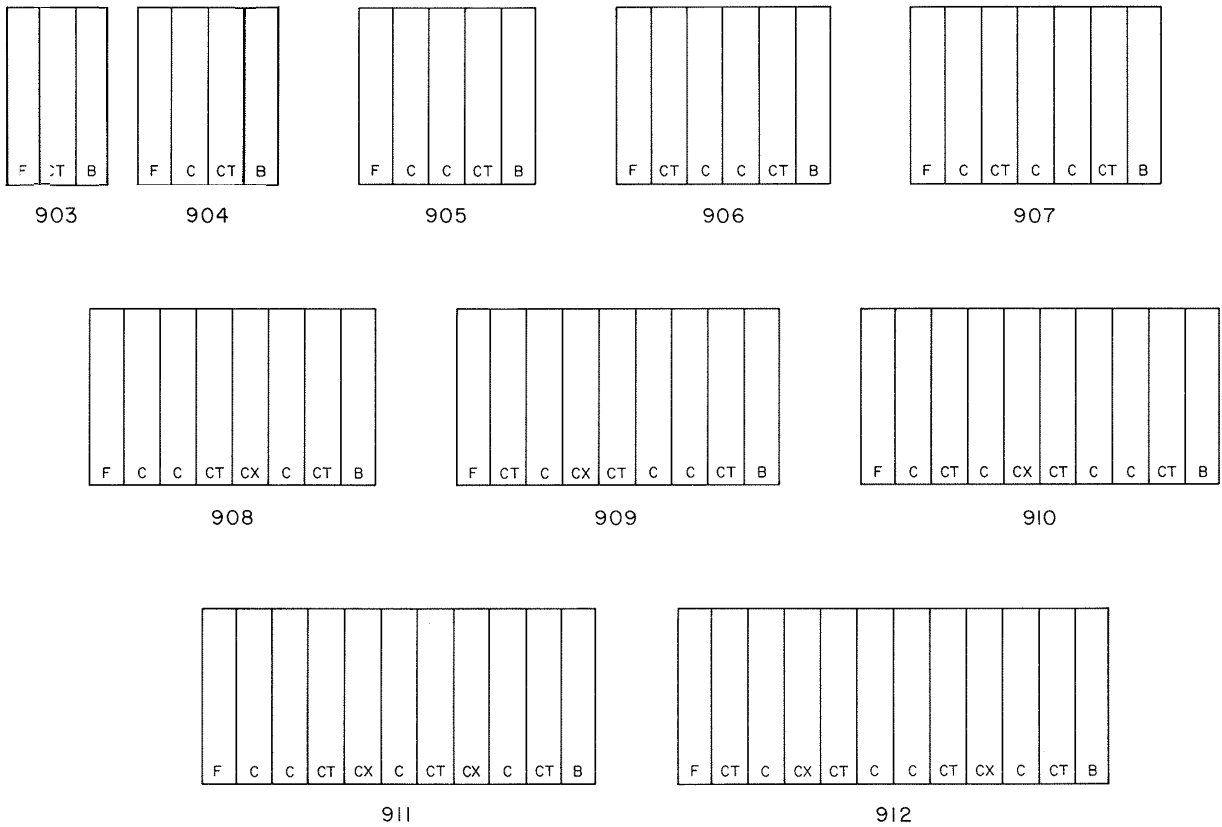 F CT B F C CT B F C C CT B F CT C C CT B F C CT C C CT B
903 904 905 906 907
F C C CT CX C CT B F CT C CX CT C C CT B F C CT C CX CT C C CT B
908 909 910
F C C CT CX C CT CX C CT B F CT C CX CT C C CT CX C CT B
911 912